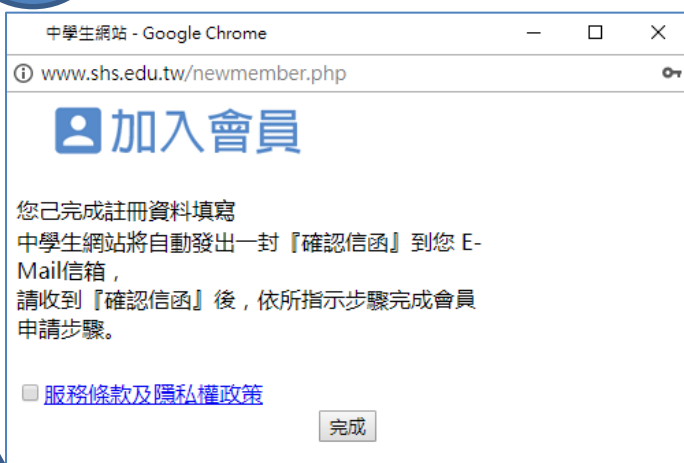 中學生網站 - Google Chrome
www.shs.edu.tw/newmember.php
加入會員
您己完成註冊資料填寫
中學生網站將自動發出一封『確認信函』到您 E-
Mail信箱，
請收到『確認信函』後，依所指示步驟完成會員
申請步驟。
服務條款及隱私權政策
完成